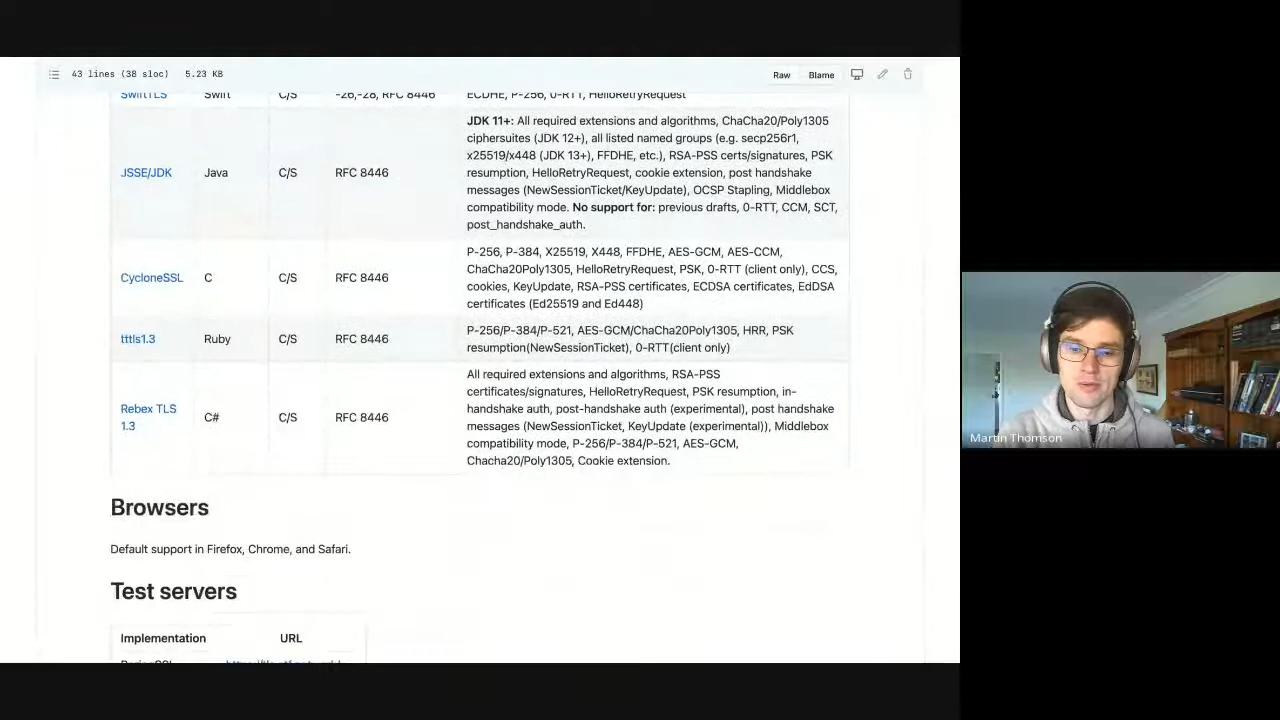 43 lines (38 sloc) 5.23 KB
Raw Blame
SwiftTLS Swift C/S -26,-28, RFC 8446 ECDHE, P-256, 0-RTT, HelloRetryRequest
JDK 11+: All required extensions and algorithms, ChaCha20/Poly1305
ciphersuites (JDK 12+), all listed named groups (e.g. secp256r1,
x25519/x448 (JDK 13+), FFDHE, etc.), RSA-PSS certs/signatures, PSK
JSSE/JDK Java C/S RFC 8446 resumption, HelloRetryRequest, cookie extension, post handshake
messages (NewSessionTicket/KeyUpdate), OCSP Stapling, Middlebox
compatibility mode. No support for: previous drafts, 0-RTT, CCM, SCT,
post_handshake_auth.
P-256, P-384, X25519, X448, FFDHE, AES-GCM, AES-CCM,
CycloneSSL C C/S RFC 8446 ChaCha20Poly1305, HelloRetryRequest, PSK, 0-RTT (client only), CCS,
cookies, KeyUpdate, RSA-PSS certificates, ECDSA certificates, EdDSA
certificates (Ed25519 and Ed448)
tttls1.3 Ruby C/S RFC 8446 P-256/P-384/P-521, AES-GCM/ChaCha20Poly1305, HRR, PSK
resumption(NewSessionTicket), 0-RTT(client only)
All required extensions and algorithms, RSA-PSS
certificates/signatures, HelloRetryRequest, PSK resumption, in-
Rebex TLS C# C/S RFC 8446 handshake auth, post-handshake auth (experimental), post handshake
1.3 messages (NewSessionTicket, KeyUpdate (experimental)), Middlebox
compatibility mode, P-256/P-384/P-521, AES-GCM,
Chacha20/Poly1305, Cookie extension.
Browsers
Default support in Firefox, Chrome, and Safari.
Test servers
Implementation URL
Martin Thomson